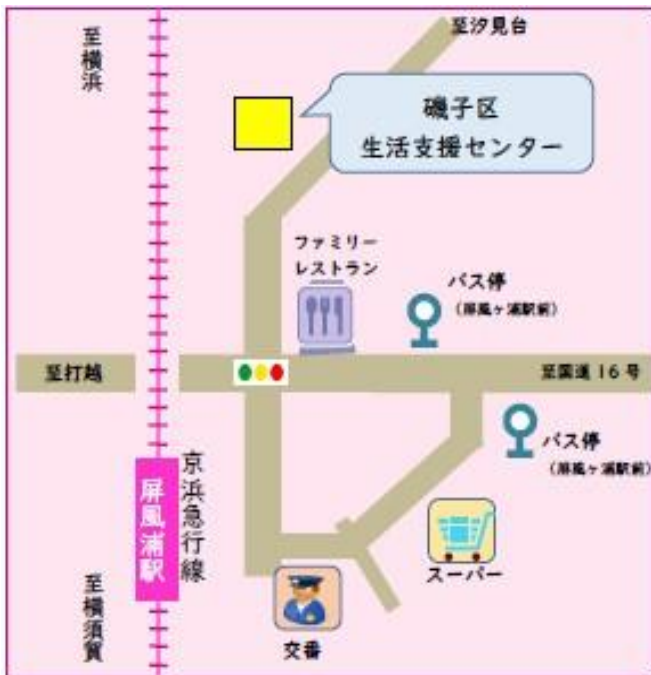 至汐見台
至横浜
磯子区
生活支援センター
ファミリー
レストラン
バス停
(屏風ヶ浦駅前)
至打越
至国道16号
京浜急行線
屏風浦駅
バス停
(屏風ヶ浦駅前)
スーパー
至横須賀
交番